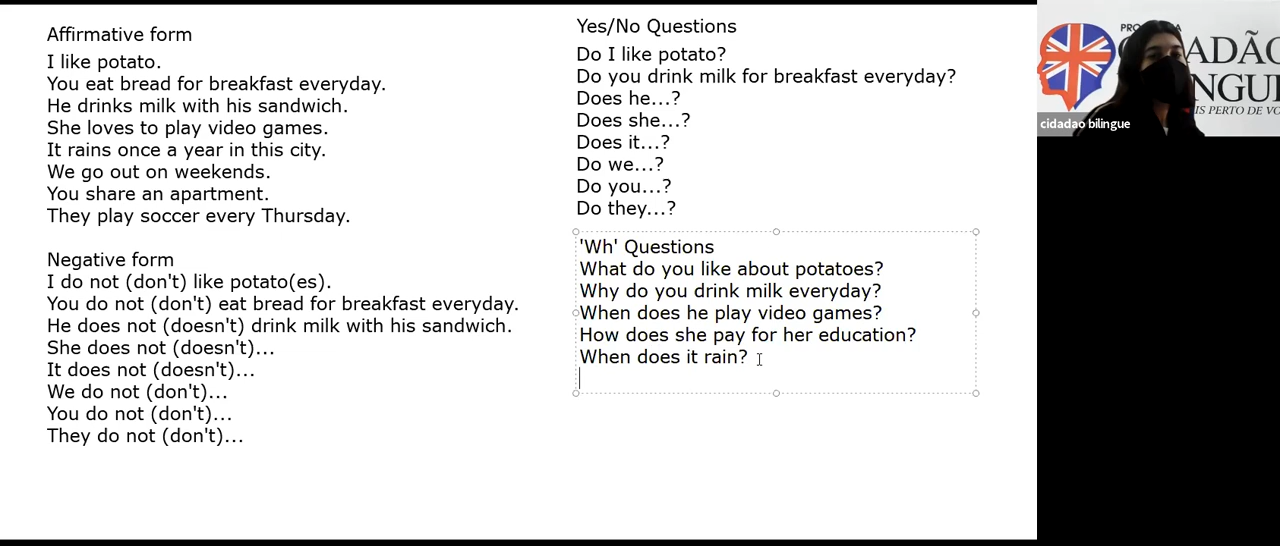 Affirmative form
I like potato.
You eat bread for breakfast everyday.
He drinks milk with his sandwich.
She loves to play video games.
It rains once a year in this city.
We go out on weekends.
You share an apartment.
They play soccer every Thursday.
Negative form
I do not (don't) like potato(es).
You do not (don't) eat bread for breakfast everyday.
He does not (doesn't) drink milk with his sandwich.
She does not (doesn't)...
It does not (doesn't)...
We do not (don't)...
You do not (don't)...
They do not (don't)...
Yes/No Questions
Do I like potato?
Do you drink milk for breakfast everyday?
Does he...?
Does she...?
Does it...?
Do we...?
Do you...?
Do they...?
'Wh' Questions
What do you like about potatoes?
Why do you drink milk everyday?
When does he play video games?
How does she pay for her education?
When does it rain?
cidadao bilingue